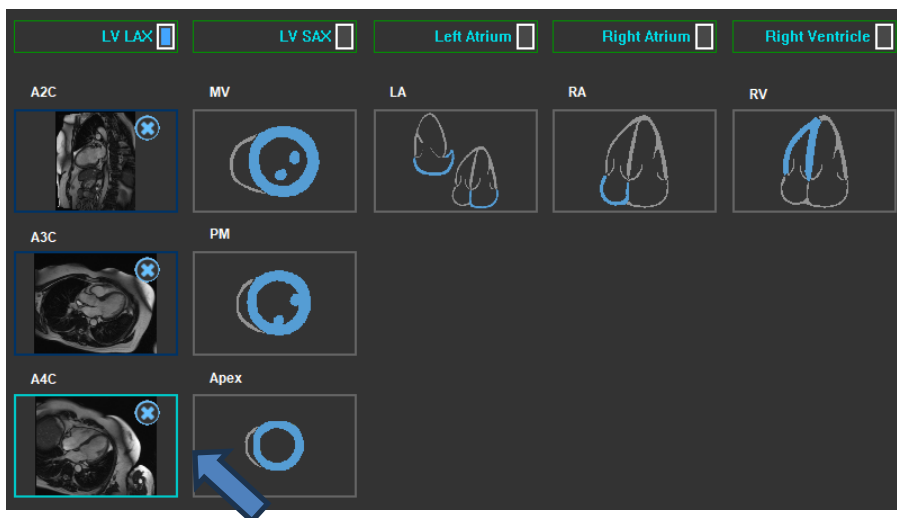 LV LAX LV SAX Left Atrium Right Atrium Right Ventricle
A2C MV LA RA RV
A3C PM
A4C Apex